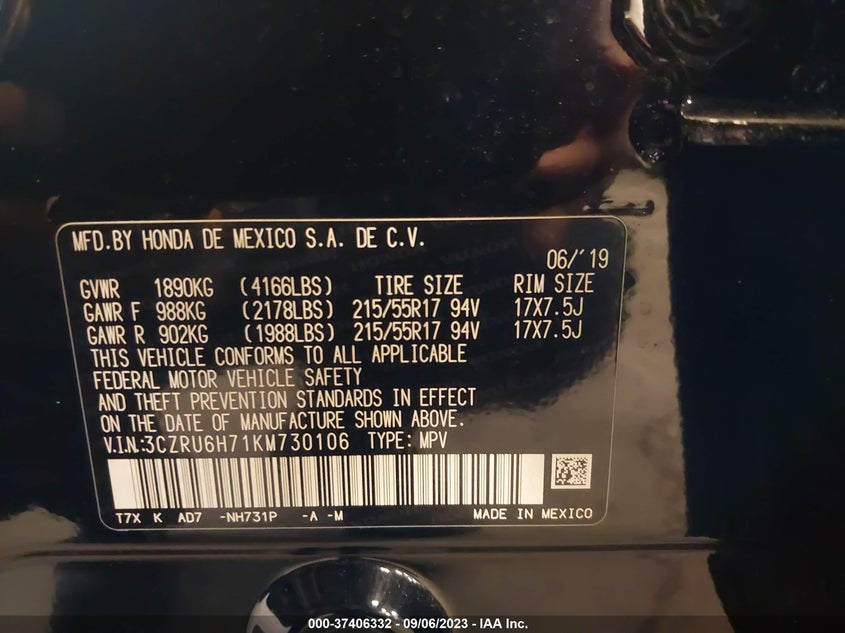 MFD.BY HONDA DE MEXICO S.A. DE C.V.
06/'19
GVWR 1890KG (4166LBS) TIRE SIZE RIM SIZE
GAWR F 988KG (2178LBS) 215/55R17 94V 17X7.5J
GAWR R 902KG (1988LBS) 215/55R17 94V 17X7.5J
THIS VEHICLE CONFORMS TO ALL APPLICABLE
FEDERAL MOTOR VEHICLE SAFETY
AND THEFT PREVENTION STANDARDS IN EFFECT
ON THE DATE OF MANUFACTURE SHOWN ABOVE.
V.I.N:3CZRU6H71KM730106 TYPE: MPV
T7X K AD7 -NH731P -A -M MADE IN MEXICO
000-37406332 - 09/06/2023 - IAA Inc.